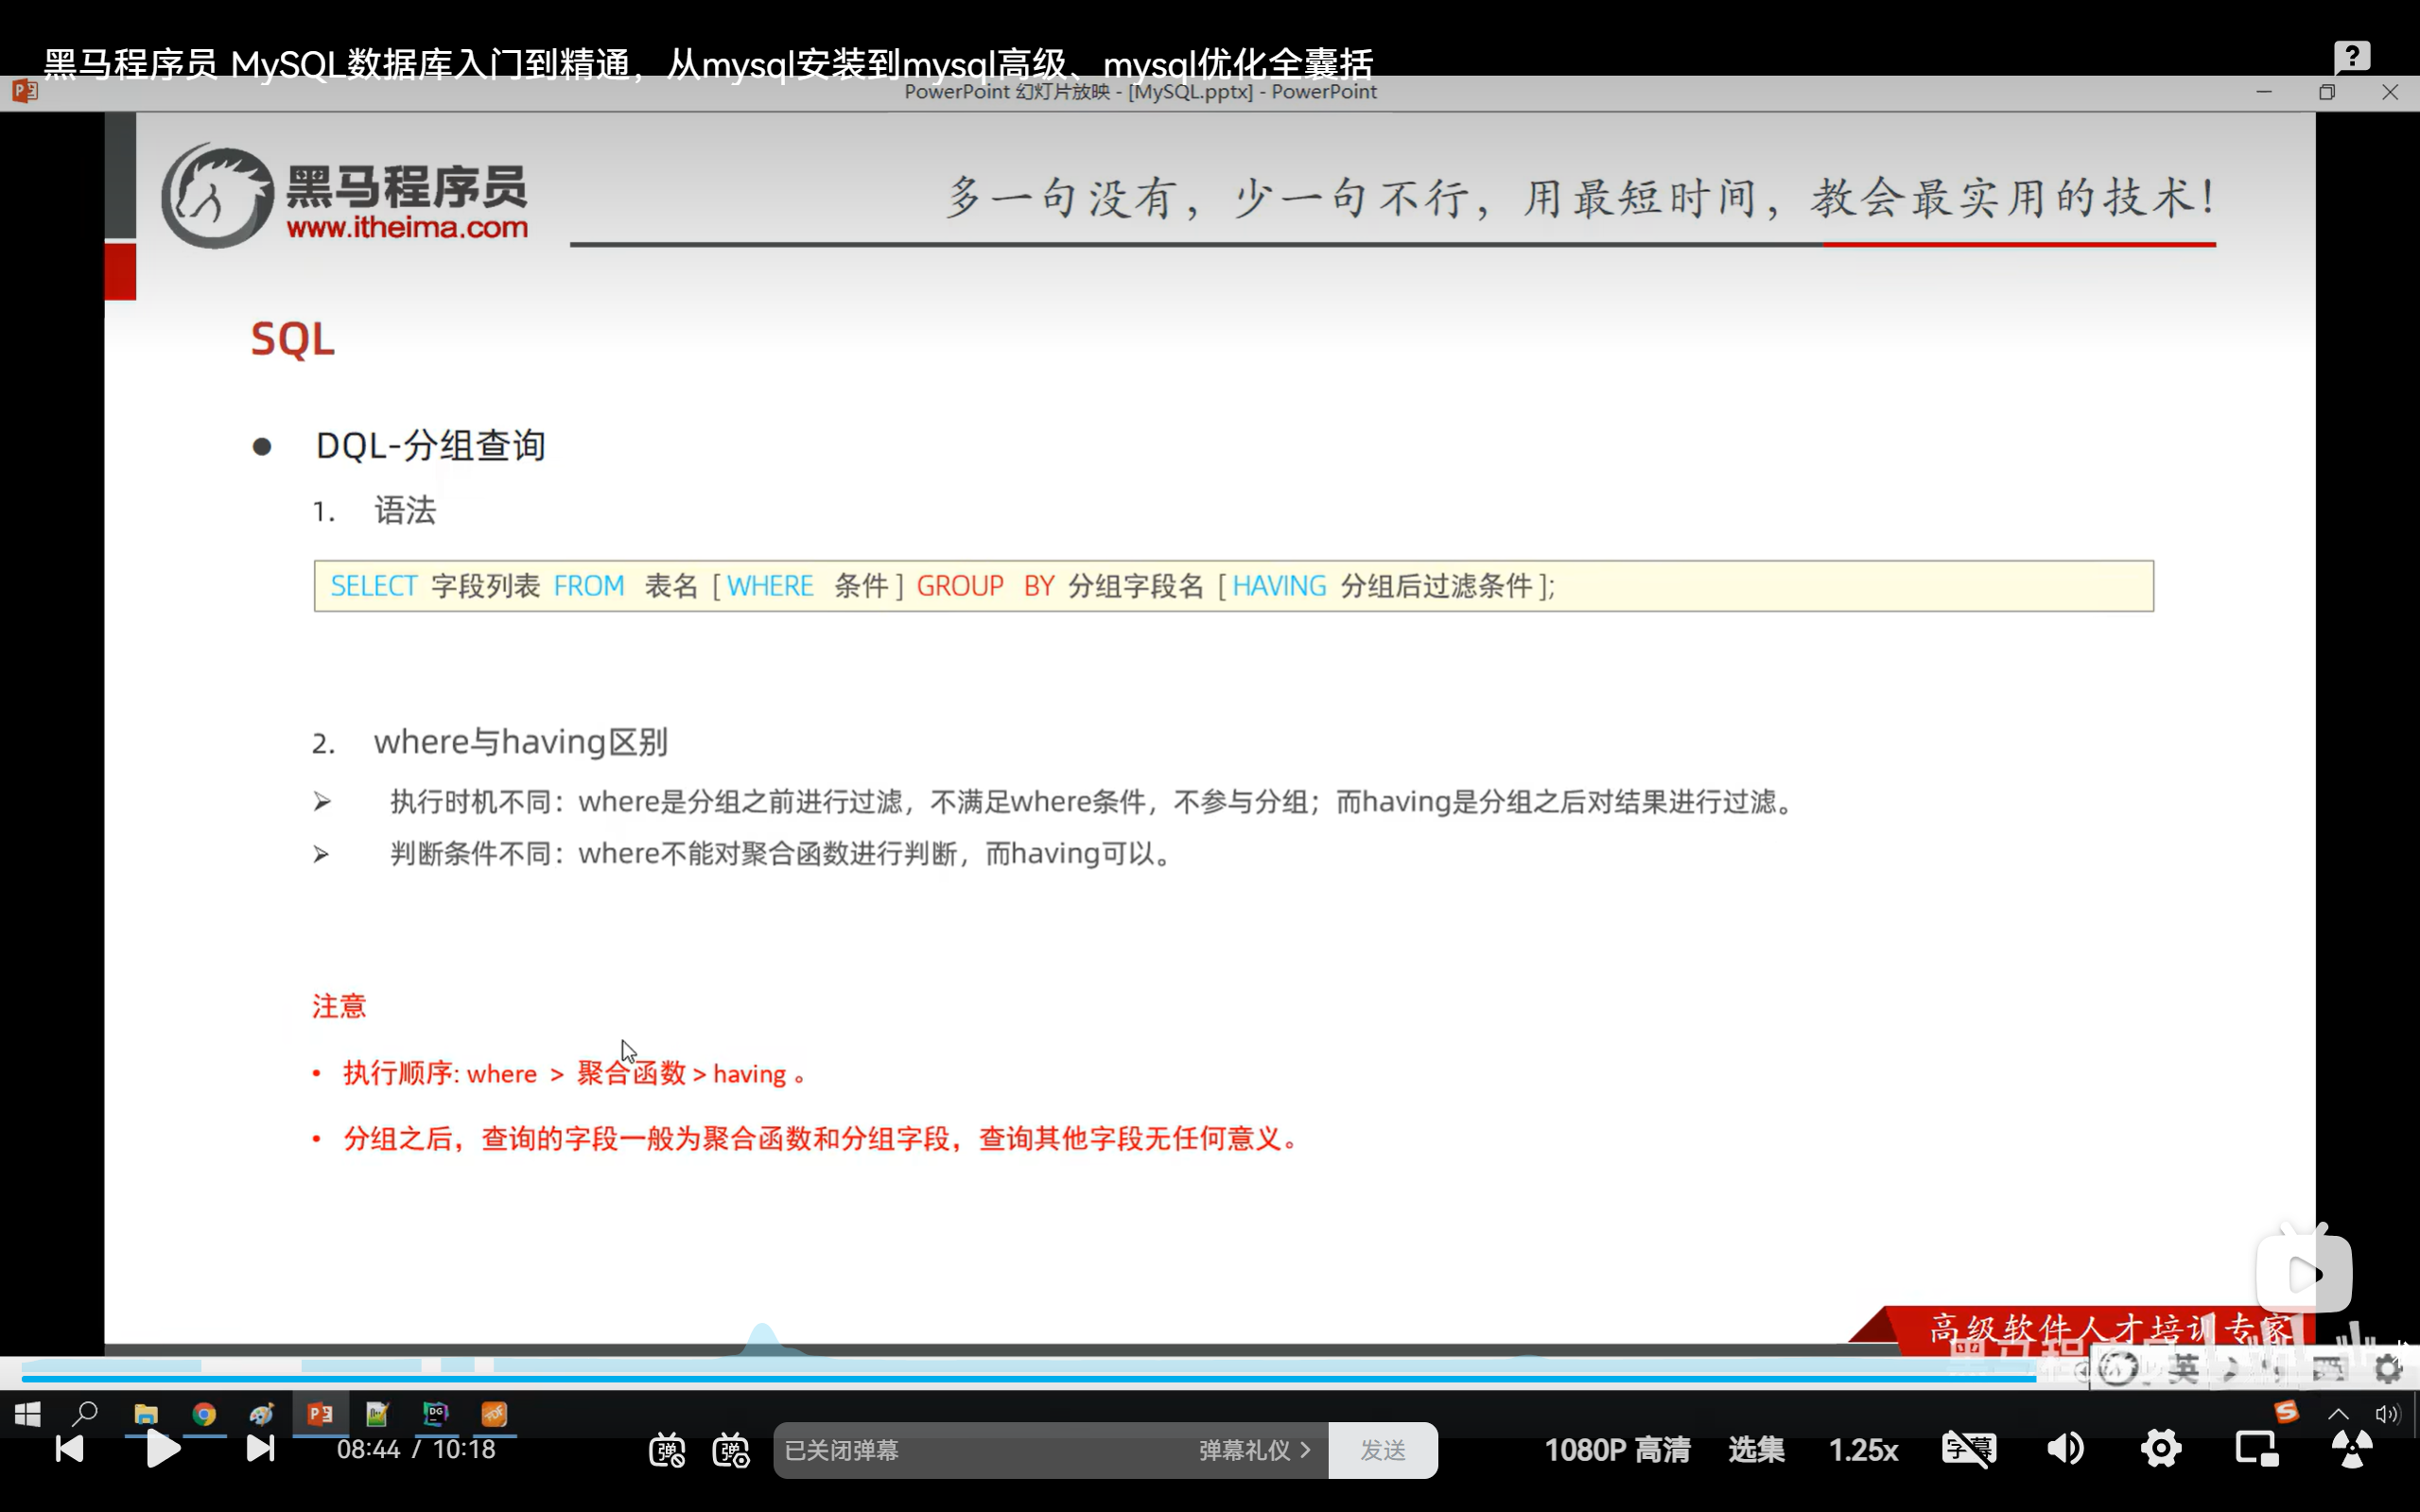 黑马程序员 MySQL数据库入门到精通，从mysql安装到mysql高级、mysql优化全囊括
PowerPoint 幻灯片放映 - [MySQL.pptx] - PowerPoint
黑马程序员
www.itheima.com
多一句没有，少一句不行，用最短时间，教会最实用的技术！
SQL
● DQL-分组查询
1. 语法
SELECT 字段列表 FROM 表名 [ WHERE 条件 ] GROUP BY 分组字段名 [ HAVING 分组后过滤条件 ];
2. where与having区别
➢ 执行时机不同：where是分组之前进行过滤，不满足where条件，不参与分组；而having是分组之后对结果进行过滤。
➢ 判断条件不同：where不能对聚合函数进行判断，而having可以。
注意
• 执行顺序: where > 聚合函数 > having 。
• 分组之后，查询的字段一般为聚合函数和分组字段，查询其他字段无任何意义。
高级软件人才培训专家
英
08:44 / 10:18
已关闭弹幕
弹幕礼仪 >
发送
1080P 高清
选集
1.25x
字幕